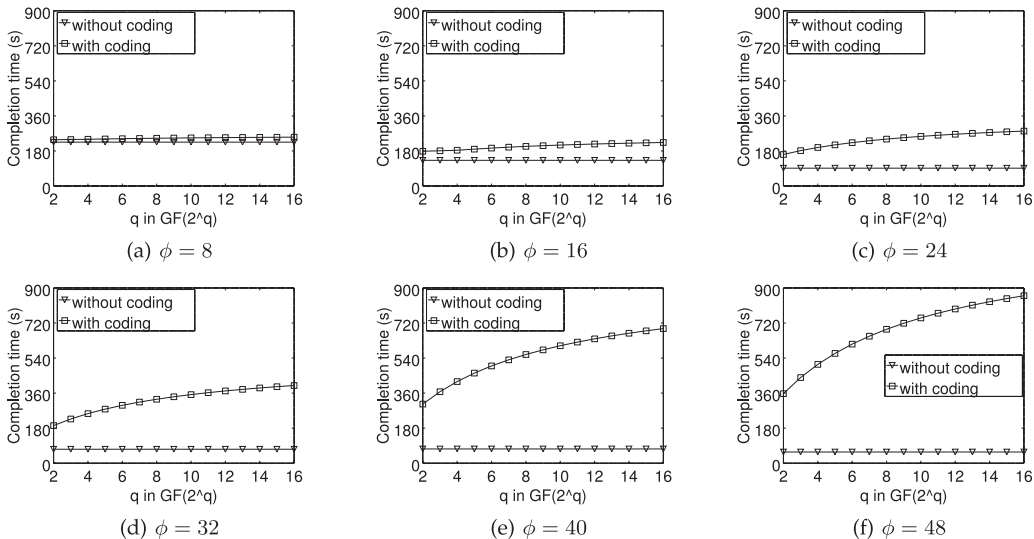 900
720
540
360
180
0
Completion time (s)
without coding
with coding
2 4 6 8 10 12 14 16
q in GF(2^q)
(a) ϕ = 8
900
720
540
360
180
0
Completion time (s)
without coding
with coding
2 4 6 8 10 12 14 16
q in GF(2^q)
(b) ϕ = 16
900
720
540
360
180
0
Completion time (s)
without coding
with coding
2 4 6 8 10 12 14 16
q in GF(2^q)
(c) ϕ = 24
900
720
540
360
180
0
Completion time (s)
without coding
with coding
2 4 6 8 10 12 14 16
q in GF(2^q)
(d) ϕ = 32
900
720
540
360
180
0
Completion time (s)
without coding
with coding
2 4 6 8 10 12 14 16
q in GF(2^q)
(e) ϕ = 40
900
720
540
360
180
0
Completion time (s)
without coding
with coding
2 4 6 8 10 12 14 16
q in GF(2^q)
(f) ϕ = 48